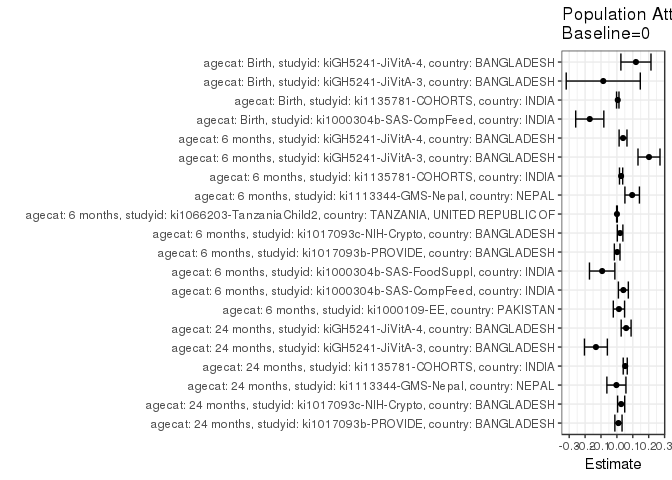 Population Att
Baseline=0
agecat: Birth, studyid: kiGH5241-JiVitA-4, country: BANGLADESH
agecat: Birth, studyid: kiGH5241-JiVitA-3, country: BANGLADESH
agecat: Birth, studyid: ki1135781-COHORTS, country: INDIA
agecat: Birth, studyid: ki1000304b-SAS-CompFeed, country: INDIA
agecat: 6 months, studyid: kiGH5241-JiVitA-4, country: BANGLADESH
agecat: 6 months, studyid: kiGH5241-JiVitA-3, country: BANGLADESH
agecat: 6 months, studyid: ki1135781-COHORTS, country: INDIA
agecat: 6 months, studyid: ki1113344-GMS-Nepal, country: NEPAL
agecat: 6 months, studyid: ki1066203-TanzaniaChild2, country: TANZANIA, UNITED REPUBLIC OF
agecat: 6 months, studyid: ki1017093c-NIH-Crypto, country: BANGLADESH
agecat: 6 months, studyid: ki1017093b-PROVIDE, country: BANGLADESH
agecat: 6 months, studyid: ki1000304b-SAS-FoodSuppl, country: INDIA
agecat: 6 months, studyid: ki1000304b-SAS-CompFeed, country: INDIA
agecat: 6 months, studyid: ki1000109-EE, country: PAKISTAN
agecat: 24 months, studyid: kiGH5241-JiVitA-4, country: BANGLADESH
agecat: 24 months, studyid: kiGH5241-JiVitA-3, country: BANGLADESH
agecat: 24 months, studyid: ki1135781-COHORTS, country: INDIA
agecat: 24 months, studyid: ki1113344-GMS-Nepal, country: NEPAL
agecat: 24 months, studyid: ki1017093c-NIH-Crypto, country: BANGLADESH
agecat: 24 months, studyid: ki1017093b-PROVIDE, country: BANGLADESH
-0.3-0.2-0.10.00.10.20.3
Estimate